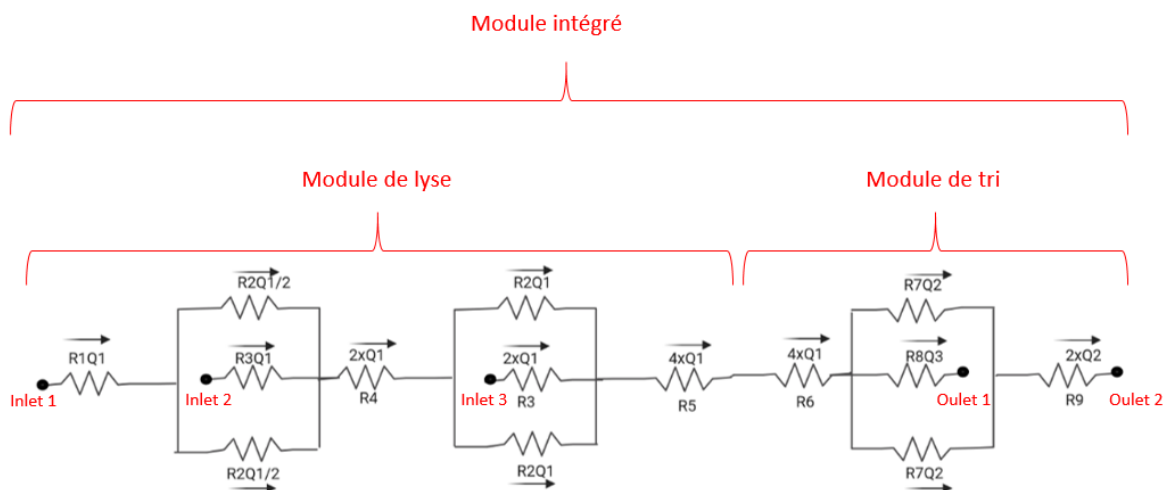 Module intégré
Module de lyse
Module de tri
R2Q1/2
R2Q1
R7Q2
R1Q1
R3Q1
2xQ1
2xQ1
4xQ1
4xQ1
R8Q3
2xQ2
Inlet 1
Inlet 2
R4
Inlet 3
R3
R5
R6
Oulet 1
R9
Oulet 2
R2Q1/2
R2Q1
R7Q2